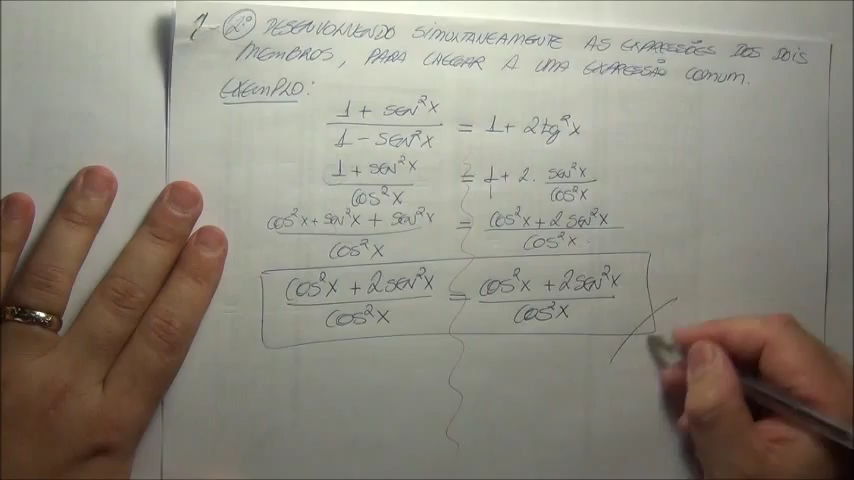 1- 2º DESENVOLVENDO SIMULTANEAMENTE AS EXPRESSÕES DOS DOIS
MEMBROS, PARA CHEGAR A UMA EXPRESSÃO COMUM.
EXEMPLO:
(1 + SEN²X)/(1 - SEN²X) = 1 + 2tg²X
(1 + SEN²X)/(COS²X) = 1 + 2 · (SEN²X)/(COS²X)
(COS²X + SEN²X + SEN²X)/(COS²X) = (COS²X + 2SEN²X)/(COS²X)
(COS²X + 2SEN²X)/(COS²X) = (COS²X + 2SEN²X)/(COS²X)